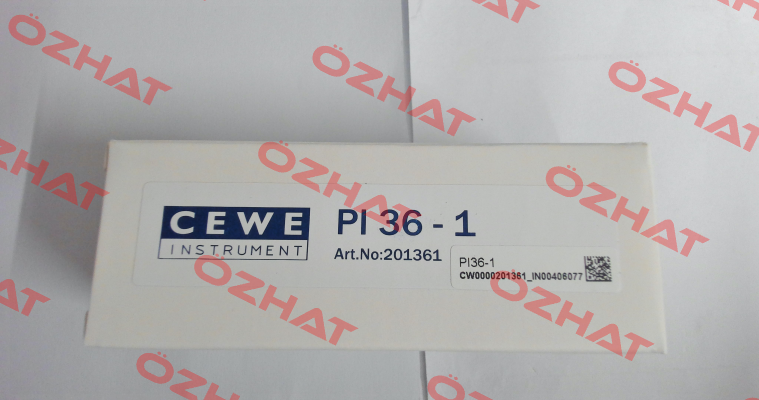 CEWE
INSTRUMENT
PI 36 - 1
Art.No:201361
PI36-1
CW0000201361_IN00406077
ÖZHAT
ÖZHAT
ÖZHAT
ÖZHAT
ÖZHAT
ÖZHAT
ÖZHAT
ÖZHAT
ÖZHAT